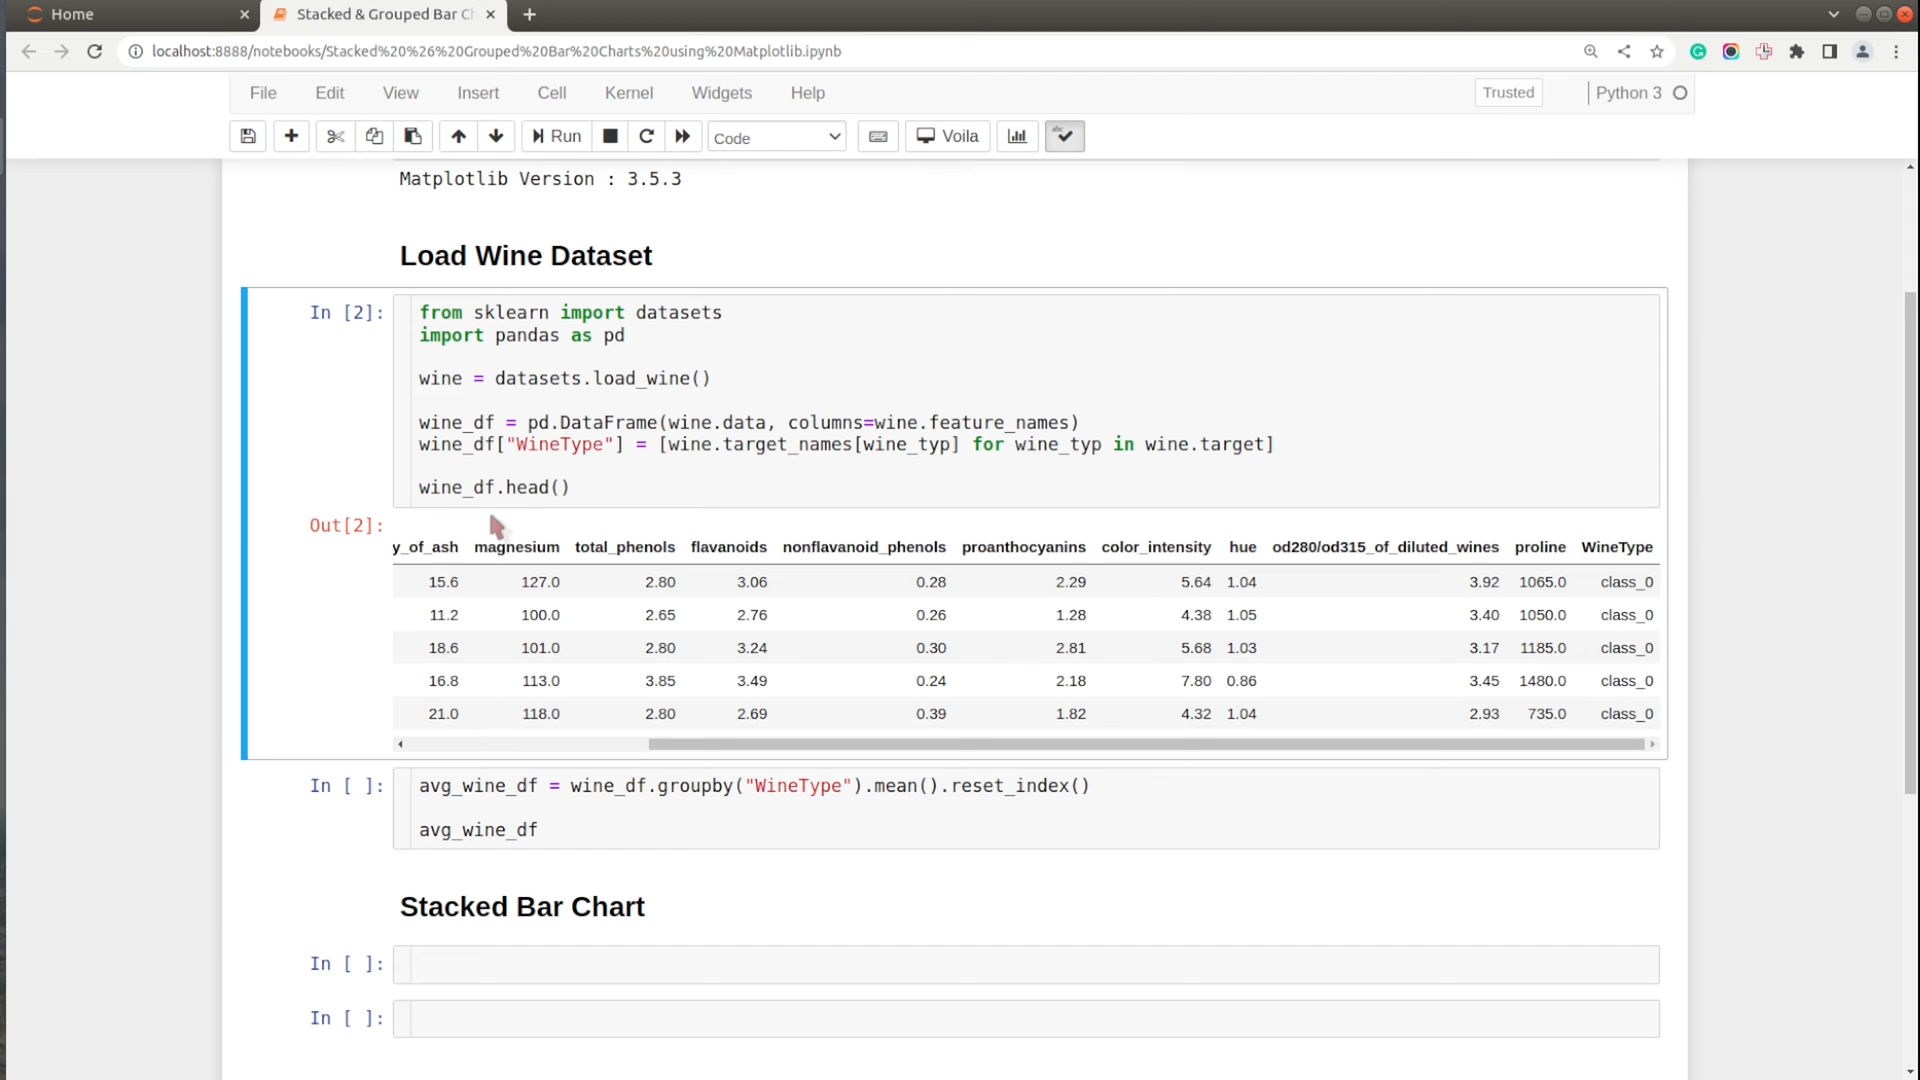 Home
Stacked & Grouped Bar Ch
localhost:8888/notebooks/Stacked%20%26%20Grouped%20Bar%20Charts%20using%20Matplotlib.ipynb
File Edit View Insert Cell Kernel Widgets Help Trusted Python 3
Run Code Voila
Matplotlib Version : 3.5.3
Load Wine Dataset
In [2]:
from sklearn import datasets
import pandas as pd
wine = datasets.load_wine()
wine_df = pd.DataFrame(wine.data, columns=wine.feature_names)
wine_df["WineType"] = [wine.target_names[wine_typ] for wine_typ in wine.target]
wine_df.head()
Out[2]:
y_of_ash magnesium total_phenols flavanoids nonflavanoid_phenols proanthocyanins color_intensity hue od280/od315_of_diluted_wines proline WineType
15.6 127.0 2.80 3.06 0.28 2.29 5.64 1.04 3.92 1065.0 class_0
11.2 100.0 2.65 2.76 0.26 1.28 4.38 1.05 3.40 1050.0 class_0
18.6 101.0 2.80 3.24 0.30 2.81 5.68 1.03 3.17 1185.0 class_0
16.8 113.0 3.85 3.49 0.24 2.18 7.80 0.86 3.45 1480.0 class_0
21.0 118.0 2.80 2.69 0.39 1.82 4.32 1.04 2.93 735.0 class_0
In [ ]:
avg_wine_df = wine_df.groupby("WineType").mean().reset_index()
avg_wine_df
Stacked Bar Chart
In [ ]:
In [ ]: